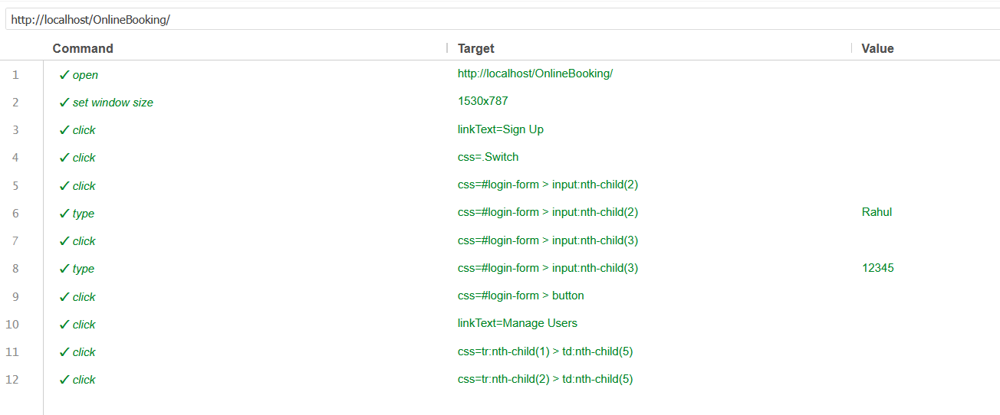 http://localhost/OnlineBooking/
Command Target Value
1 ✓ open http://localhost/OnlineBooking/
2 ✓ set window size 1530x787
3 ✓ click linkText=Sign Up
4 ✓ click css=.Switch
5 ✓ click css=#login-form > input:nth-child(2)
6 ✓ type css=#login-form > input:nth-child(2) Rahul
7 ✓ click css=#login-form > input:nth-child(3)
8 ✓ type css=#login-form > input:nth-child(3) 12345
9 ✓ click css=#login-form > button
10 ✓ click linkText=Manage Users
11 ✓ click css=tr:nth-child(1) > td:nth-child(5)
12 ✓ click css=tr:nth-child(2) > td:nth-child(5)